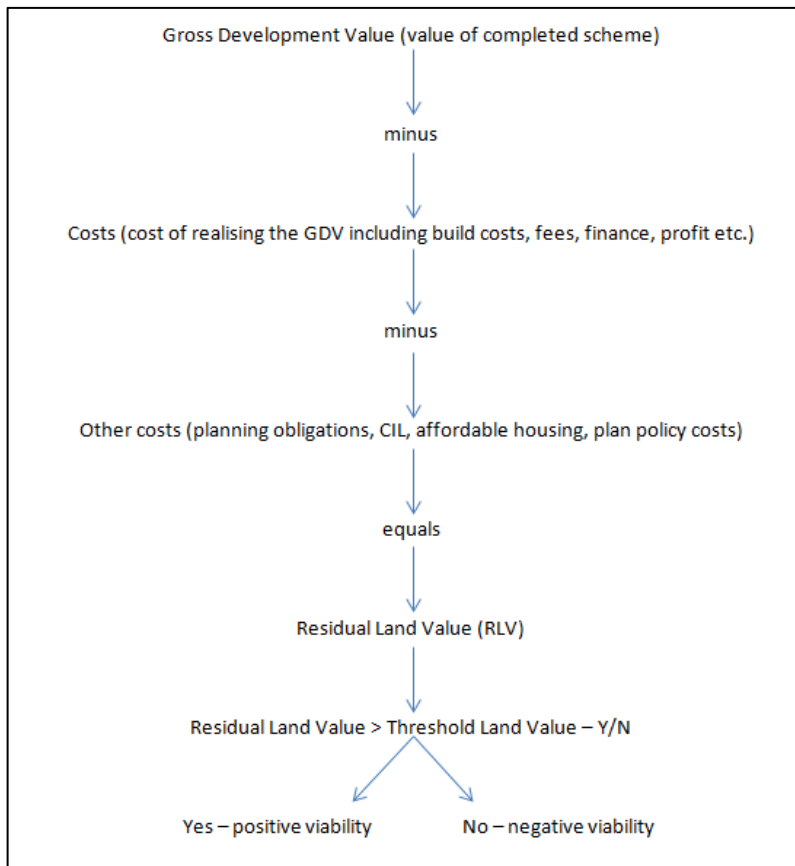 Gross Development Value (value of completed scheme)
minus
Costs (cost of realising the GDV including build costs, fees, finance, profit etc.)
minus
Other costs (planning obligations, CIL, affordable housing, plan policy costs)
equals
Residual Land Value (RLV)
Residual Land Value > Threshold Land Value – Y/N
Yes – positive viability
No – negative viability